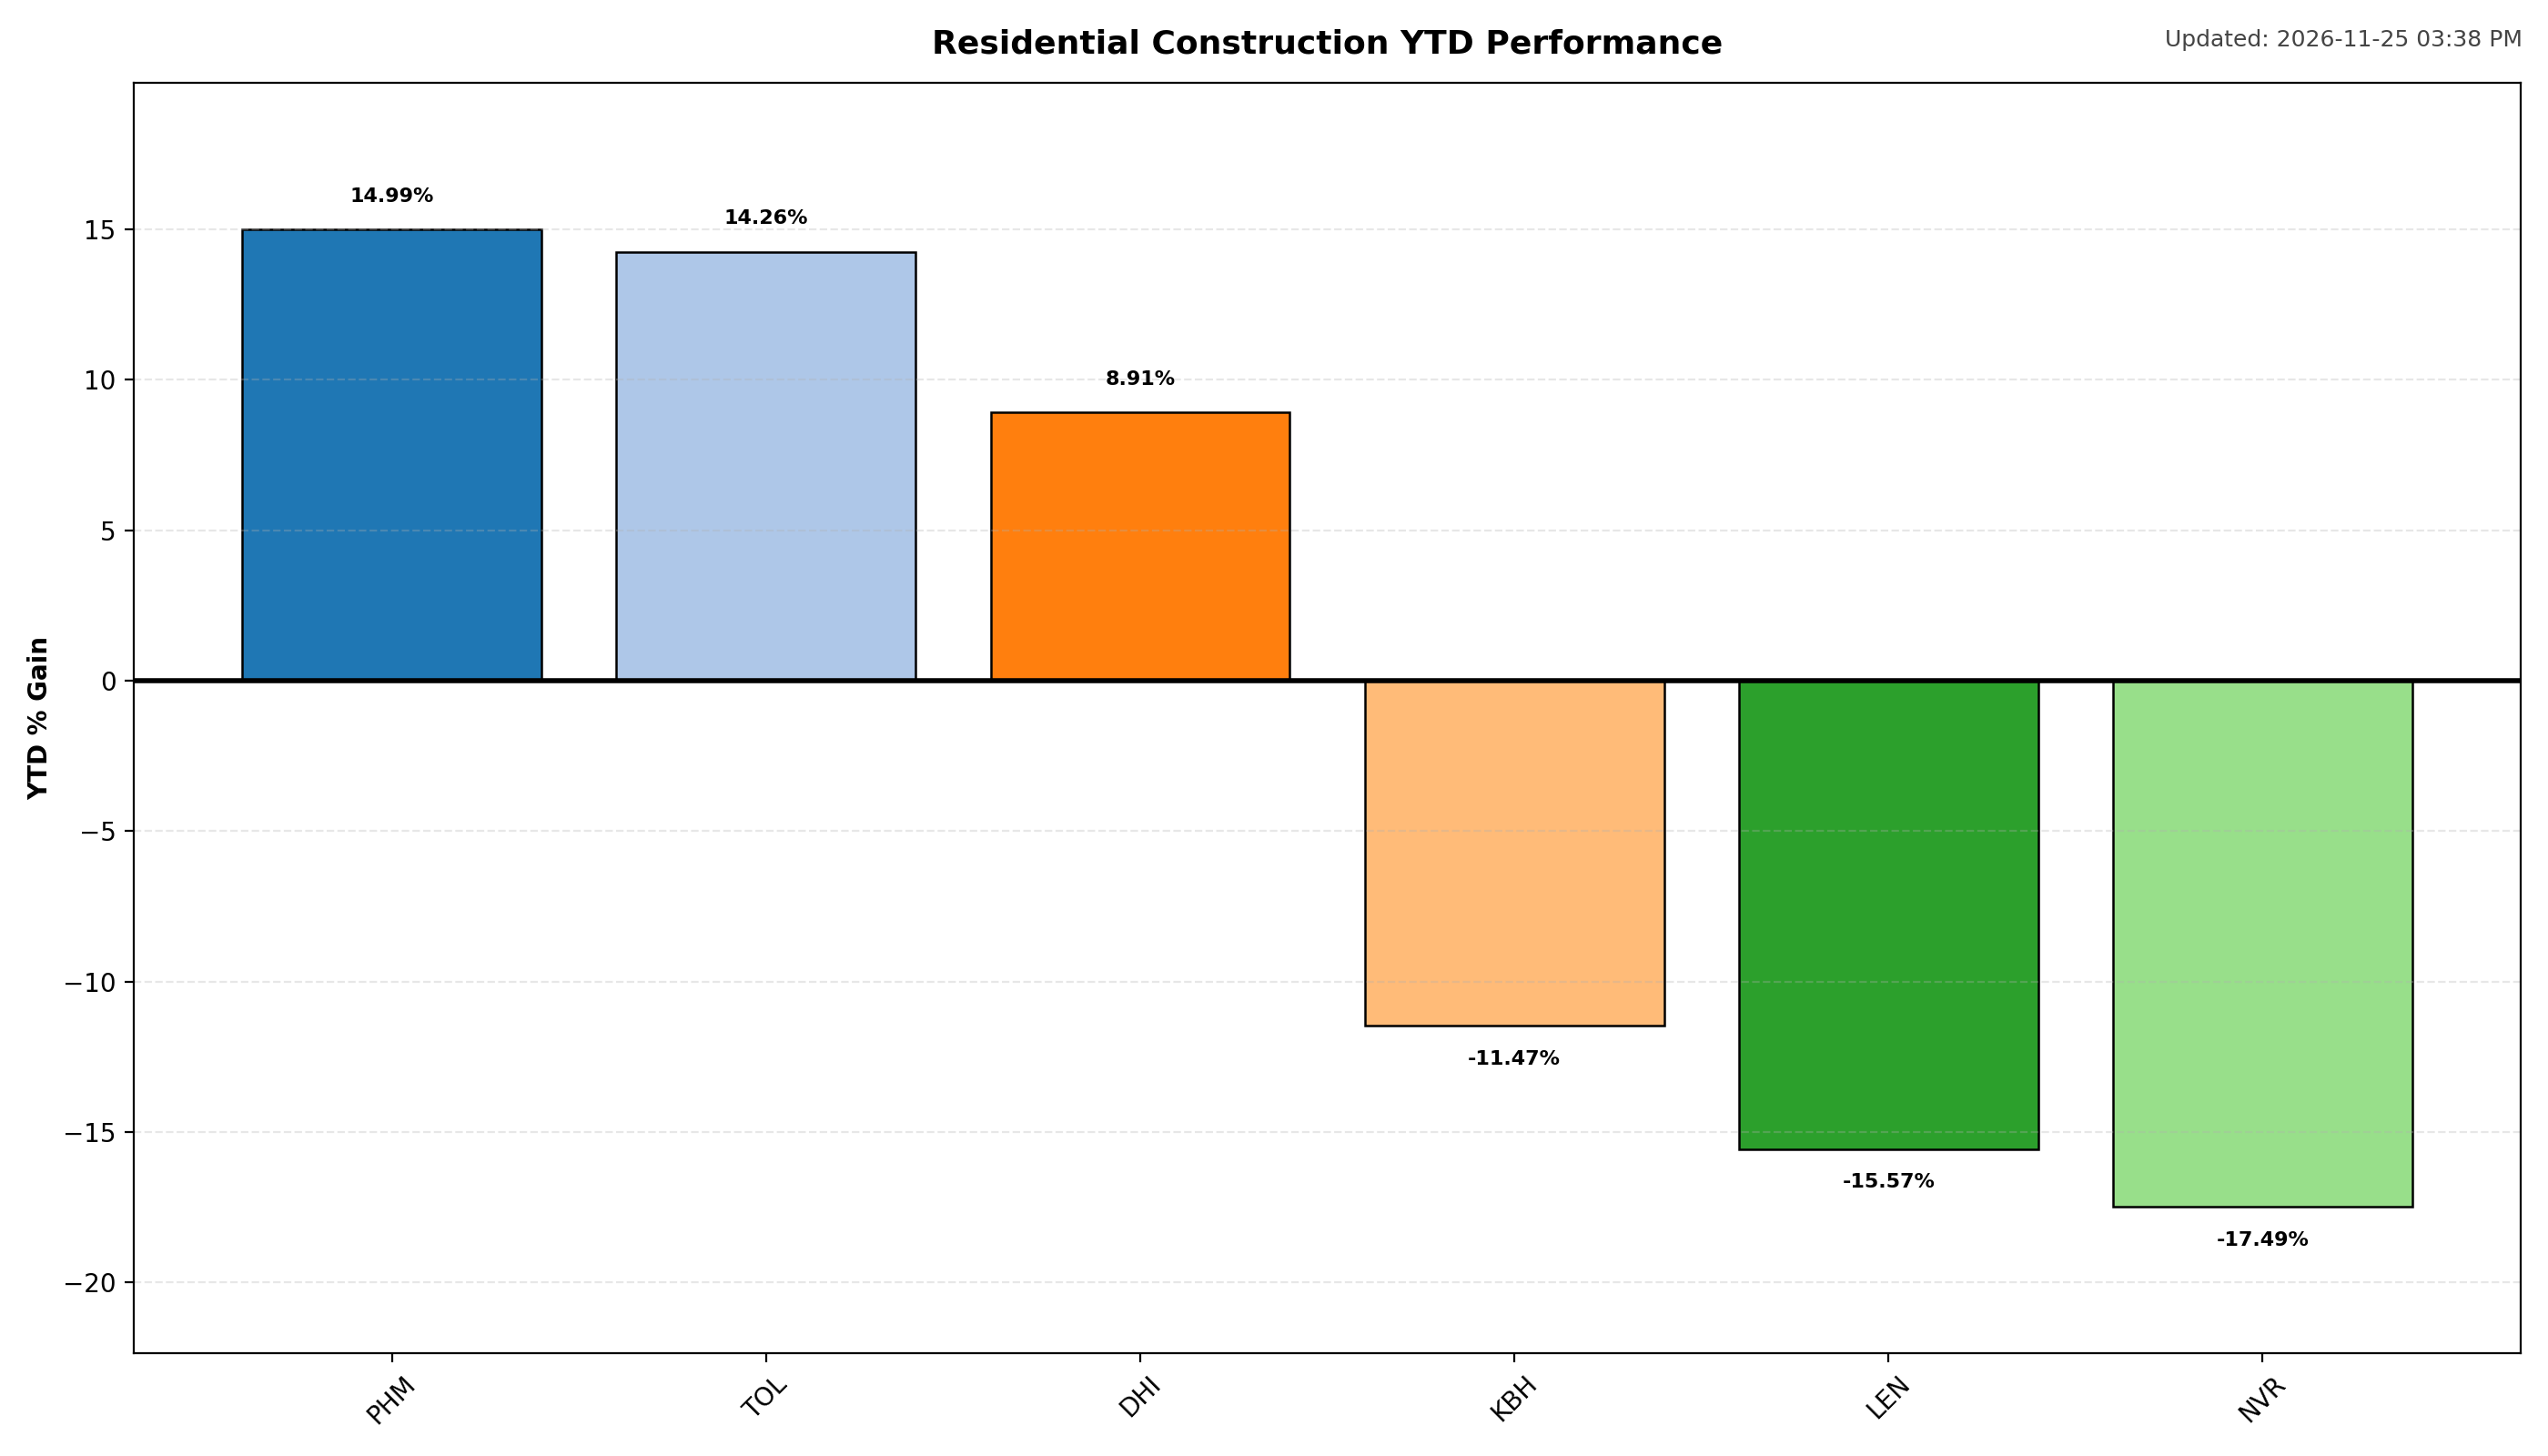 Residential Construction YTD Performance
Updated: 2026-11-25 03:38 PM
YTD % Gain
15
10
5
0
−5
−10
−15
−20
14.99%
14.26%
8.91%
-11.47%
-15.57%
-17.49%
PHM
TOL
DHI
KBH
LEN
NVR